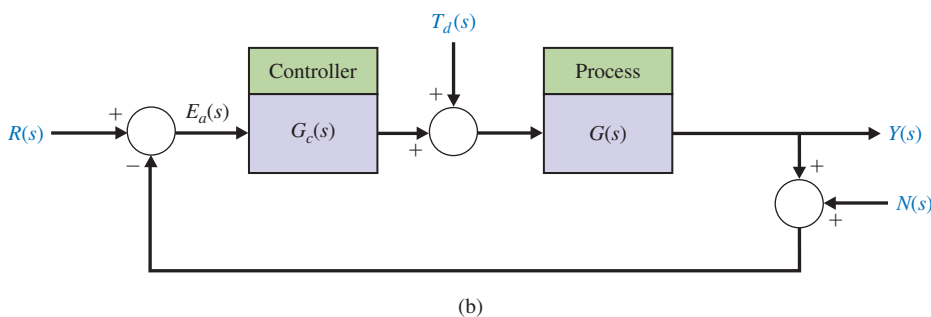 T_d(s)
Controller
Process
+
+
E_a(s)
R(s)
G_c(s)
G(s)
Y(s)
+
−
+
N(s)
+
(b)